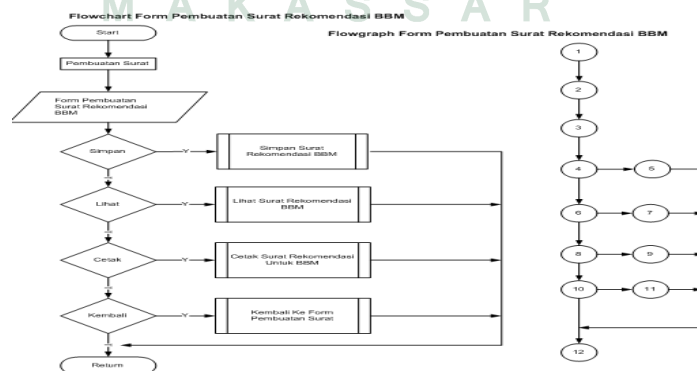 MAKASSAR
Flowchart Form Pembuatan Surat Rekomendasi BBM
Start
Pembuatan Surat
Form Pembuatan
Surat Rekomendasi
BBM
Simpan
Y
Simpan Surat
Rekomendasi BBM
Lihat
Y
Lihat Surat Rekomendasi
BBM
Cetak
Y
Cetak Surat Rekomendasi
Untuk BBM
Kembali
Y
Kembali Ke Form
Pembuatan Surat
Return
Flowgraph Form Pembuatan Surat Rekomendasi BBM
1
2
3
4
5
6
7
8
9
10
11
12